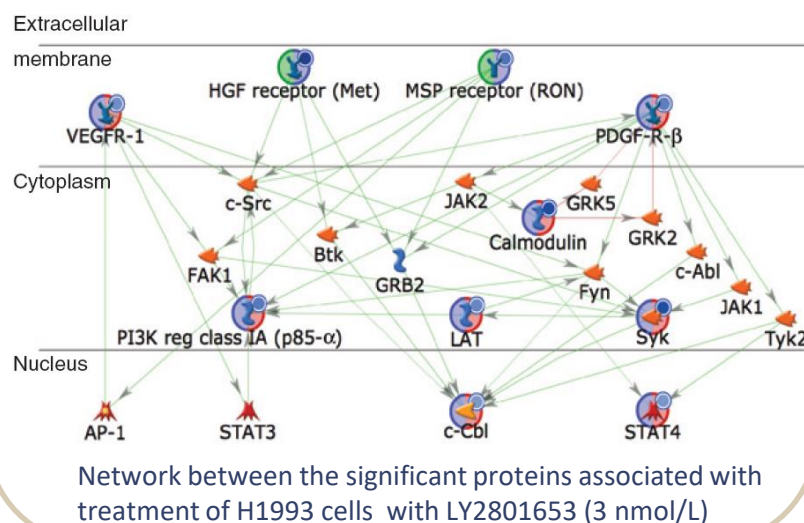 Extracellular
membrane
HGF receptor (Met) MSP receptor (RON)
VEGFR-1 PDGF-R-β
Cytoplasm
c-Src JAK2 GRK5
Calmodulin GRK2
Btk c-Abl
FAK1 GRB2 Fyn JAK1
PI3K reg class IA (p85-α) LAT Syk Tyk2
Nucleus
AP-1 STAT3 c-Cbl STAT4
Network between the significant proteins associated with
treatment of H1993 cells with LY2801653 (3 nmol/L)